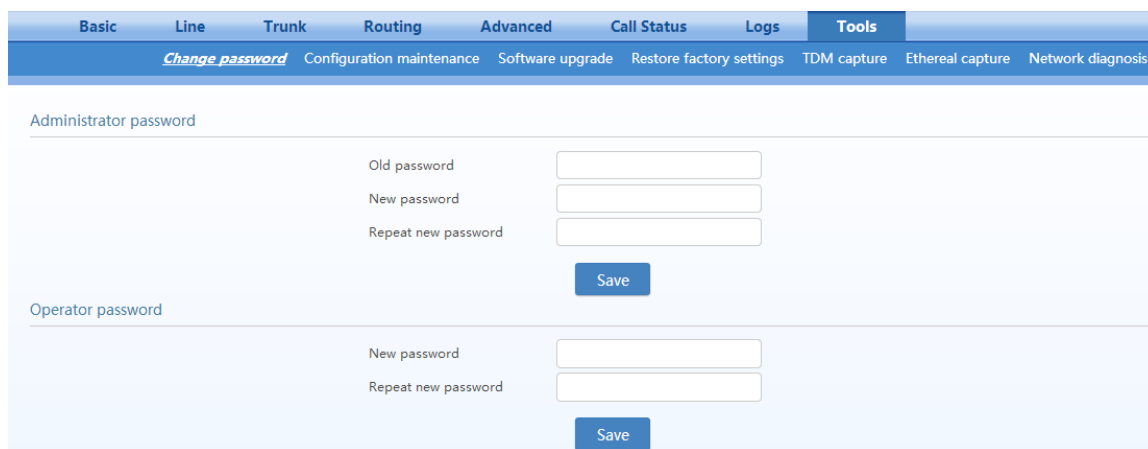 Basic Line Trunk Routing Advanced Call Status Logs Tools
Change password Configuration maintenance Software upgrade Restore factory settings TDM capture Ethereal capture Network diagnosis
Administrator password
Old password
New password
Repeat new password
Save
Operator password
New password
Repeat new password
Save